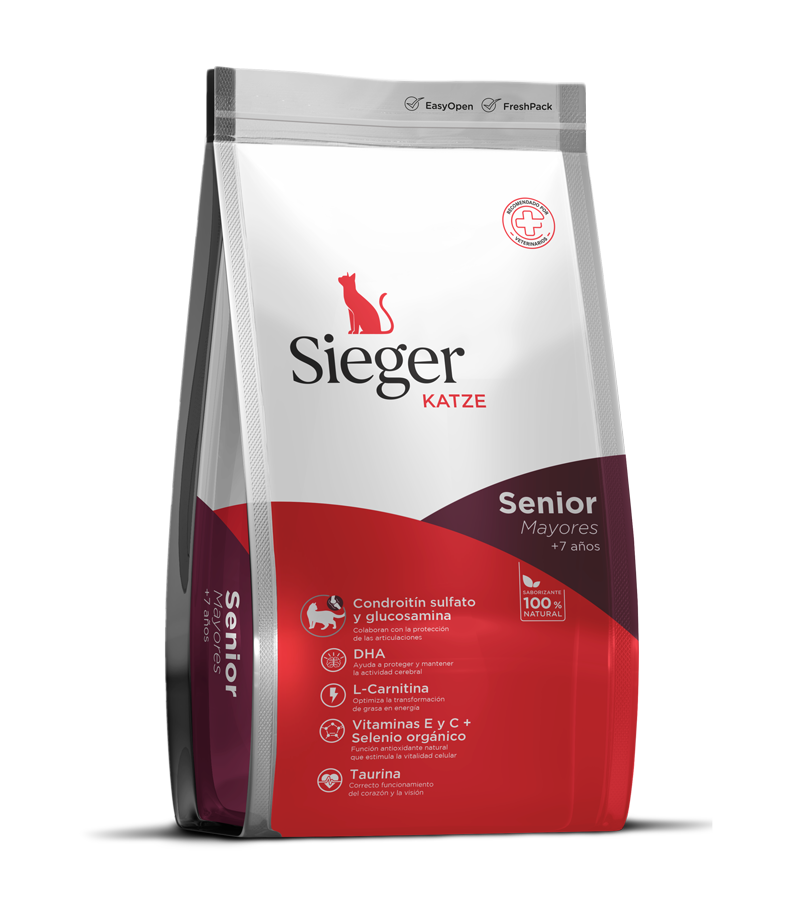 EasyOpen FreshPack
RECOMENDADO POR
VETERINARIOS
Sieger
KATZE
Senior
Mayores
+7 años
SABORIZANTE
100%
NATURAL
Condroitín sulfato
y glucosamina
Colaboran con la protección
de las articulaciones
DHA
Ayuda a proteger y mantener
la actividad cerebral
L-Carnitina
Optimiza la transformación
de grasa en energía
Vitaminas E y C +
Selenio orgánico
Función antioxidante natural
que estimula la vitalidad celular
Taurina
Correcto funcionamiento
del corazón y la visión
Senior
Mayores
+7 años